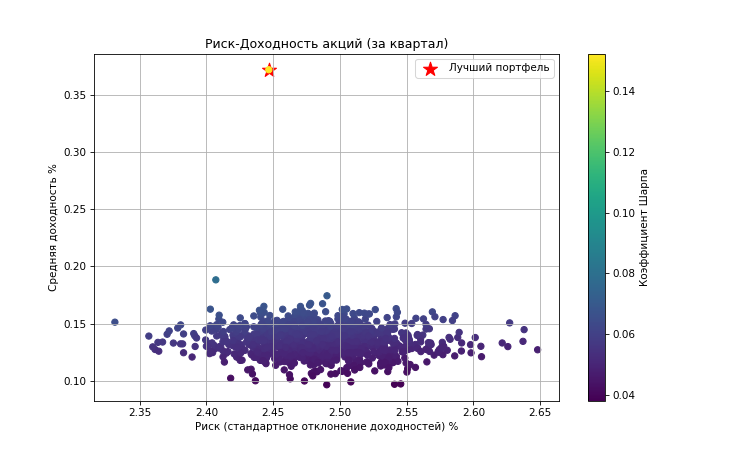 Риск-Доходность акций (за квартал)
Лучший портфель
Средняя доходность %
0.35
0.30
0.25
0.20
0.15
0.10
2.35 2.40 2.45 2.50 2.55 2.60 2.65
Риск (стандартное отклонение доходностей) %
0.14
0.12
0.10
0.08
0.06
0.04
Коэффициент Шарпа